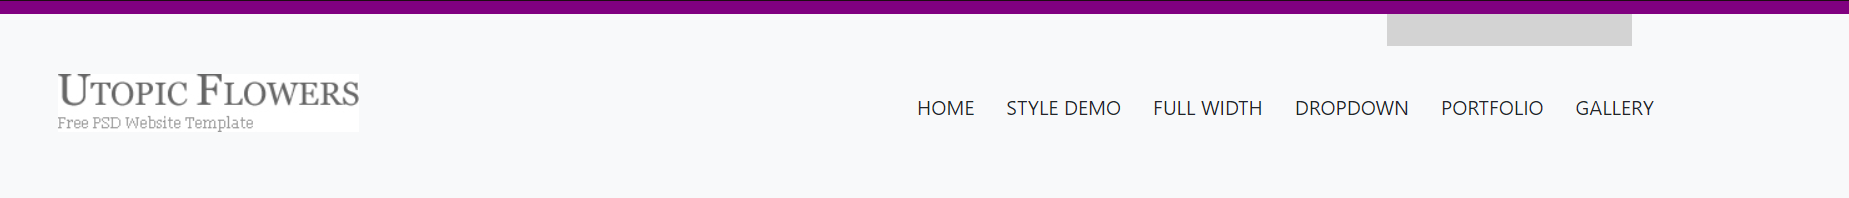 UTOPIC FLOWERS
Free PSD Website Template
HOME STYLE DEMO FULL WIDTH DROPDOWN PORTFOLIO GALLERY